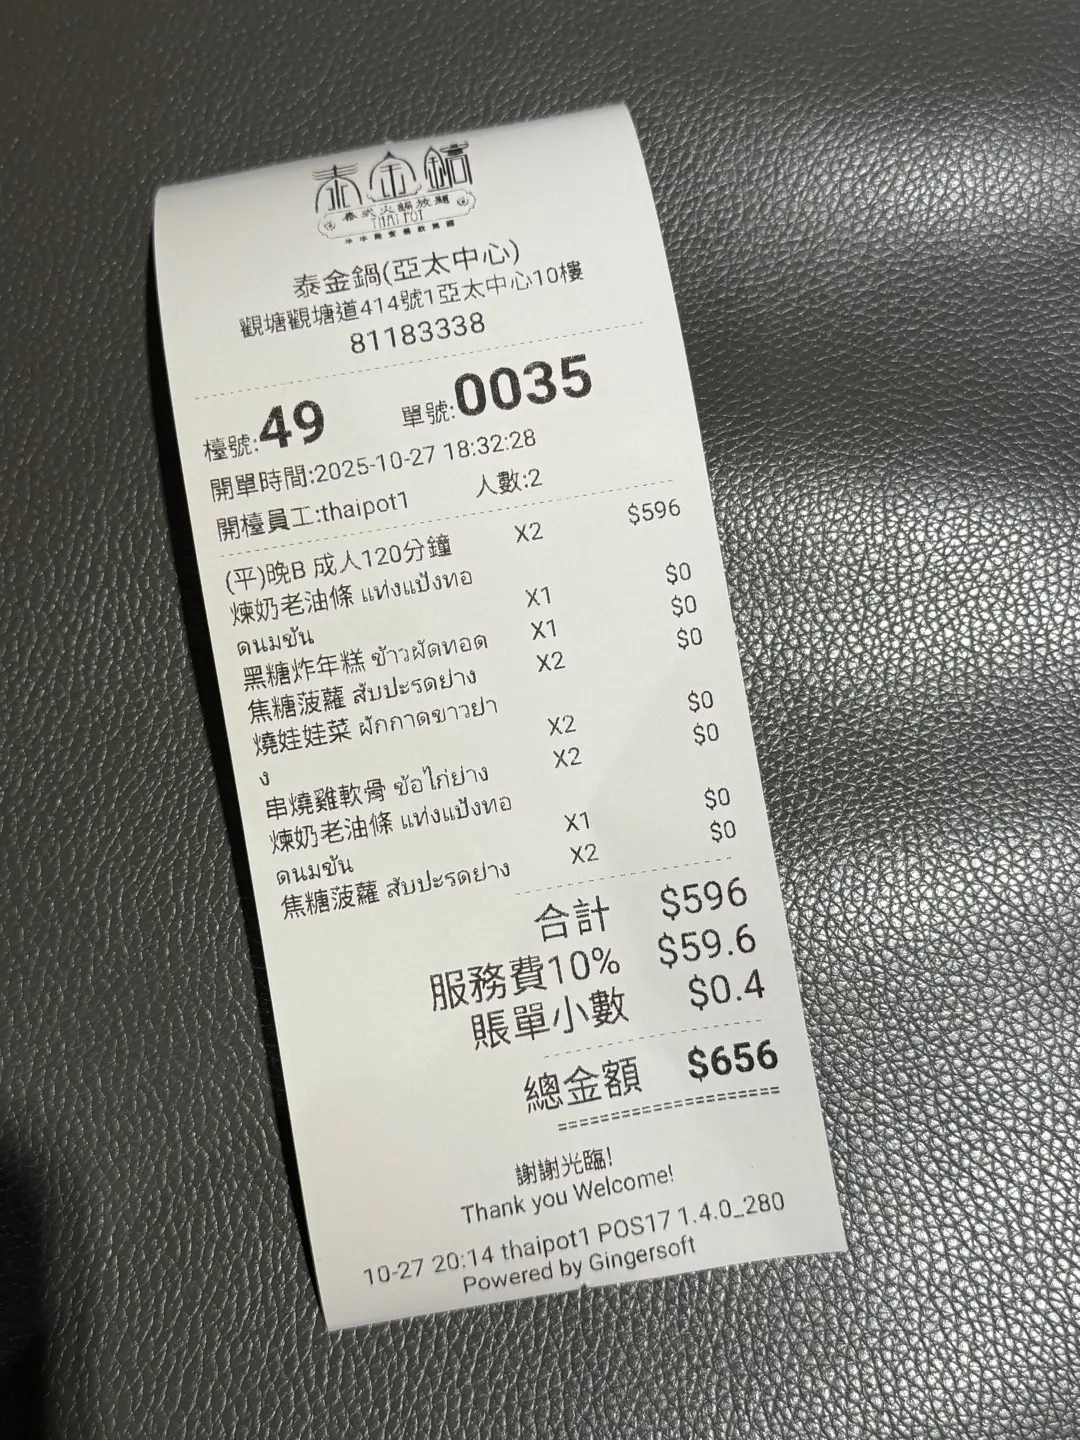 泰金鍋
泰式火鍋放題
THAI POT
泰金鍋(亞太中心)
觀塘觀塘道414號1亞太中心10樓
81183338
檯號:49 單號:0035
開單時間:2025-10-27 18:32:28
開檯員工:thaipot1 人數:2
(平)晚B 成人120分鐘 X2 $596
煉奶老油條 แท่งแป้งทอ
ดนมข้น X1 $0
黑糖炸年糕 ข้าวผัดทอด X1 $0
焦糖菠蘿 สับปะรดย่าง X2 $0
燒娃娃菜 ผักกาดขาวย่า
ง X2 $0
串燒雞軟骨 ข้อไก่ย่าง X2 $0
煉奶老油條 แท่งแป้งทอ
ดนมข้น X1 $0
焦糖菠蘿 สับปะรดย่าง X2 $0
合計 $596
服務費10% $59.6
賬單小數 $0.4
總金額 $656
====================
謝謝光臨!
Thank you Welcome!
10-27 20:14 thaipot1 POS17 1.4.0_280
Powered by Gingersoft